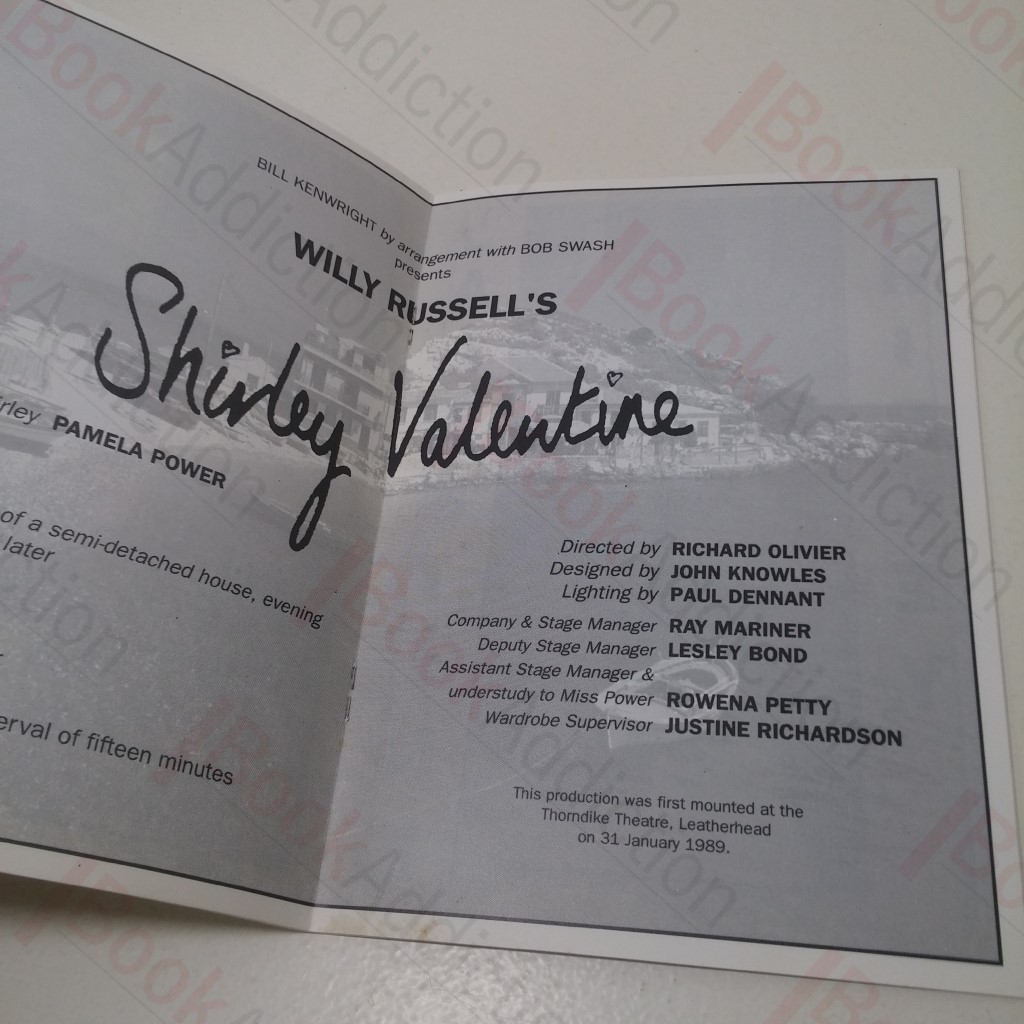 BILL KENWRIGHT by arrangement with BOB SWASH
presents
WILLY RUSSELL'S
Shirley Valentine
PAMELA POWER
of a semi-detached house, evening
later
of fifteen minutes
Directed by RICHARD OLIVIER
Designed by JOHN KNOWLES
Lighting by PAUL DENNANT
Company & Stage Manager RAY MARINER
Deputy Stage Manager LESLEY BOND
Assistant Stage Manager &
understudy to Miss Power ROWENA PETTY
Wardrobe Supervisor JUSTINE RICHARDSON
This production was first mounted at the
Thorndike Theatre, Leatherhead
on 31 January 1989.
BookAddiction